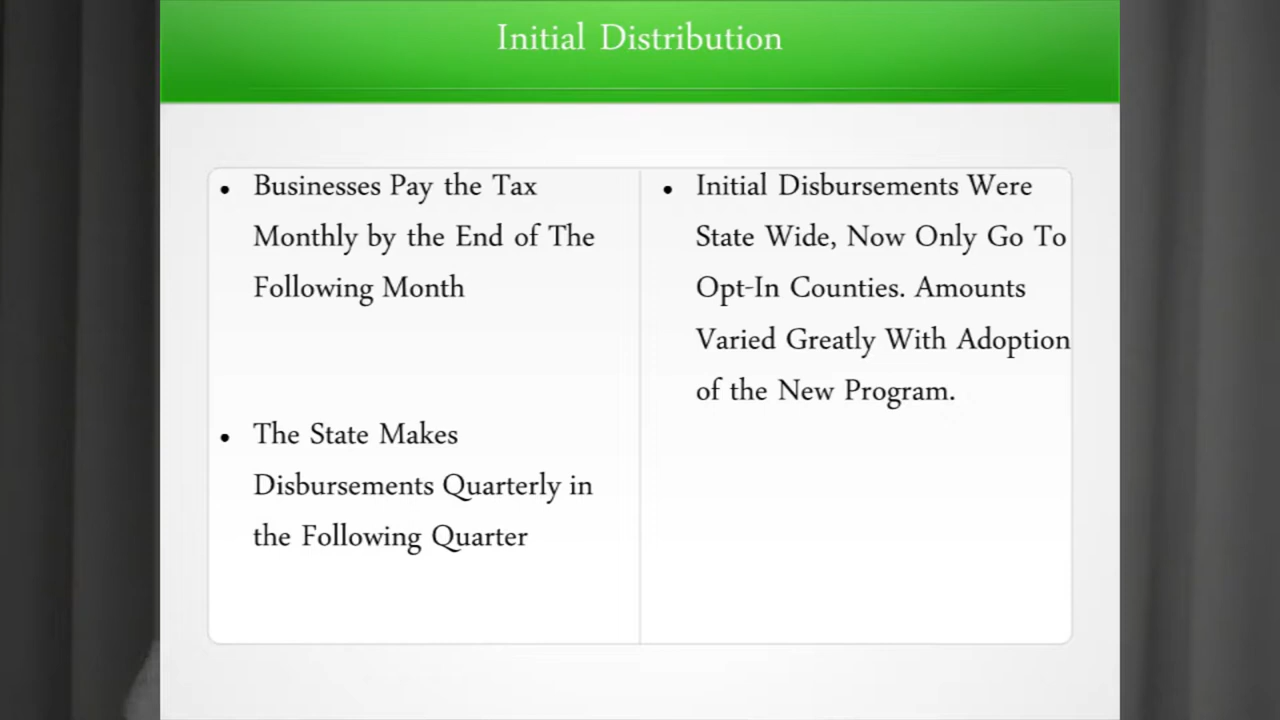 Initial Distribution
• Businesses Pay the Tax
Monthly by the End of The
Following Month
• The State Makes
Disbursements Quarterly in
the Following Quarter
• Initial Disbursements Were
State Wide, Now Only Go To
Opt-In Counties. Amounts
Varied Greatly With Adoption
of the New Program.